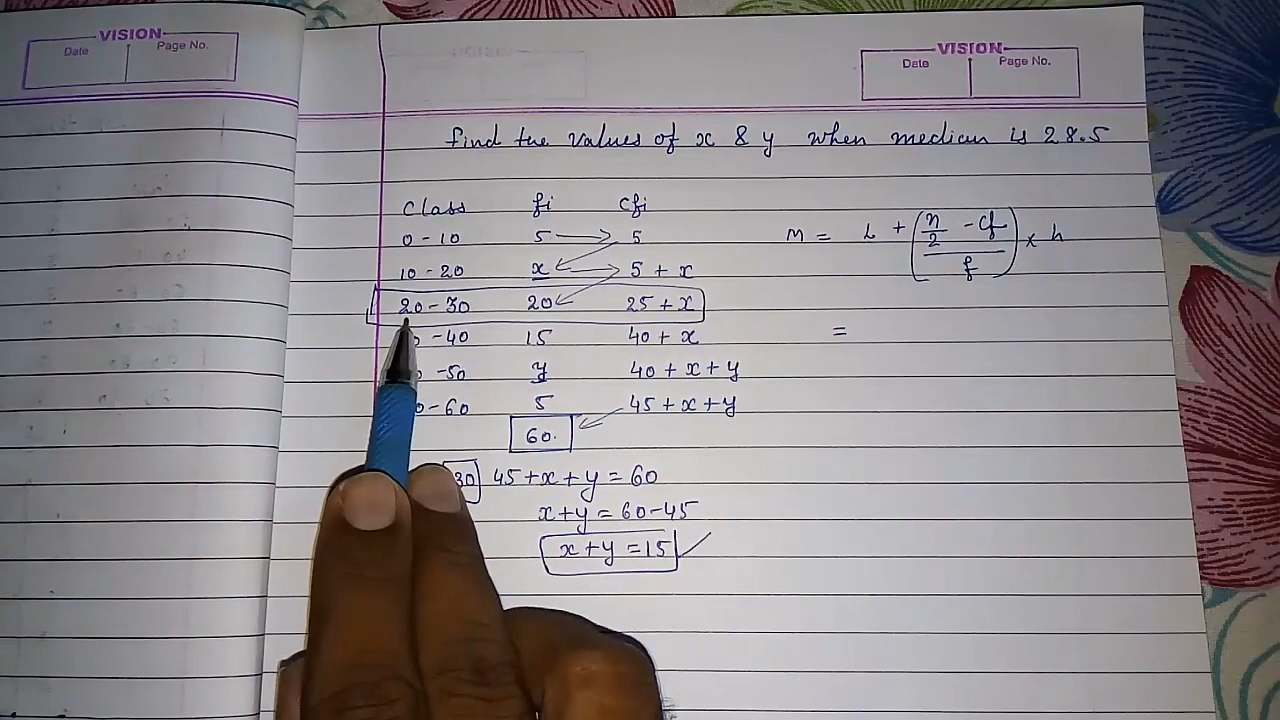 VISION
Date Page No.
VISION
Date Page No.
find the values of x & y when median is 28.5
Class fi cfi
0-10 5 5
10-20 x 5 + x
20-30 20 25 + x
-40 15 40 + x
-50 y 40 + x + y
0-60 5 45 + x + y
60.
M = L + (n/2 - cf / f) × h
=
30 45 + x + y = 60
x + y = 60 - 45
x + y = 15